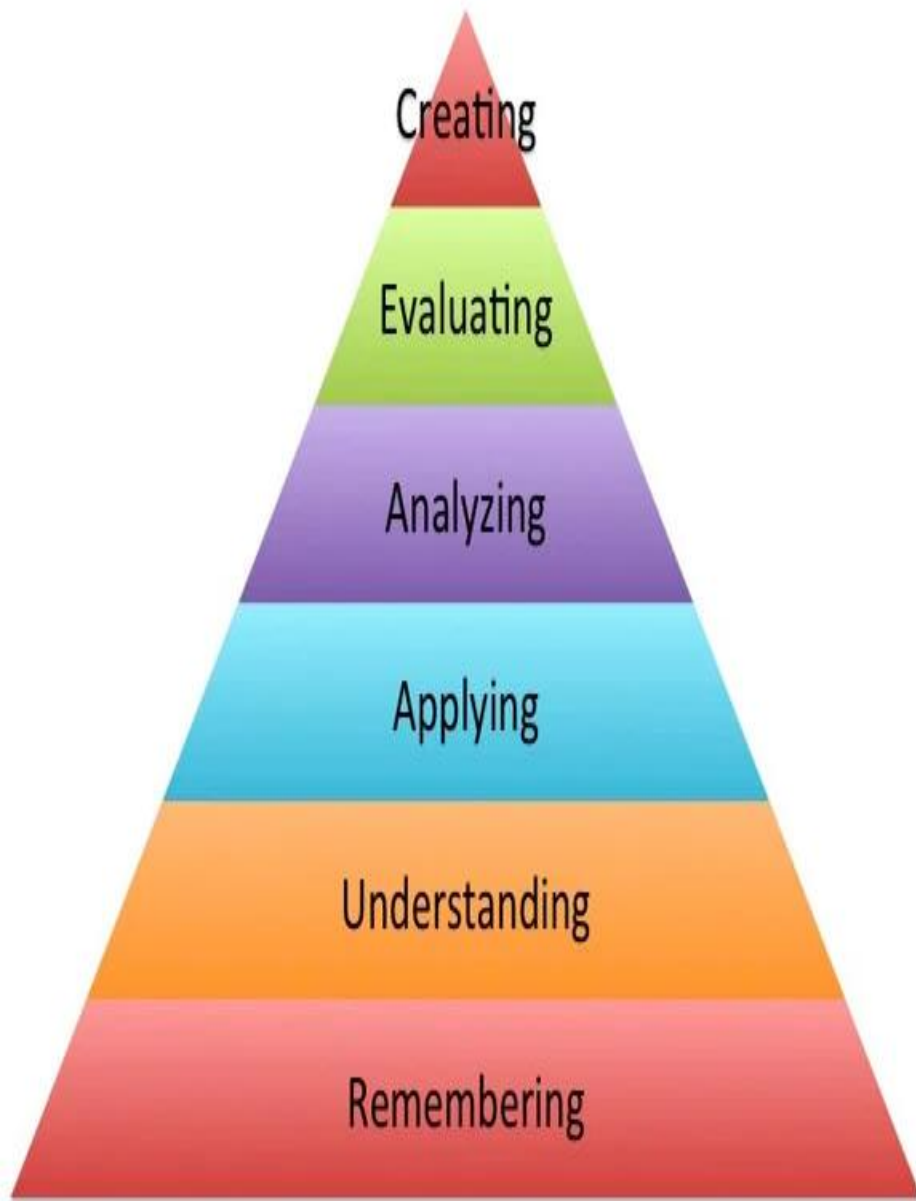 Creating
Evaluating
Analyzing
Applying
Understanding
Remembering